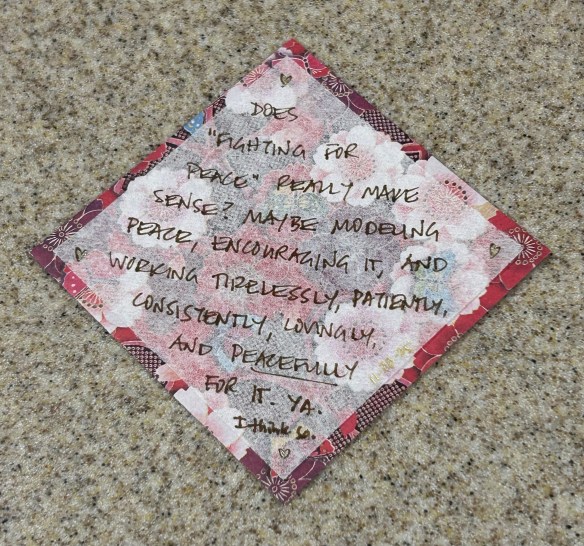 DOES
"FIGHTING FOR
PEACE" REALLY MAKE
SENSE? MAYBE MODELING
PEACE, ENCOURAGING IT, AND
WORKING TIRELESSLY, PATIENTLY,
CONSISTENTLY, LOVINGLY,
AND PEACEFULLY
FOR IT. YA.
I think so.